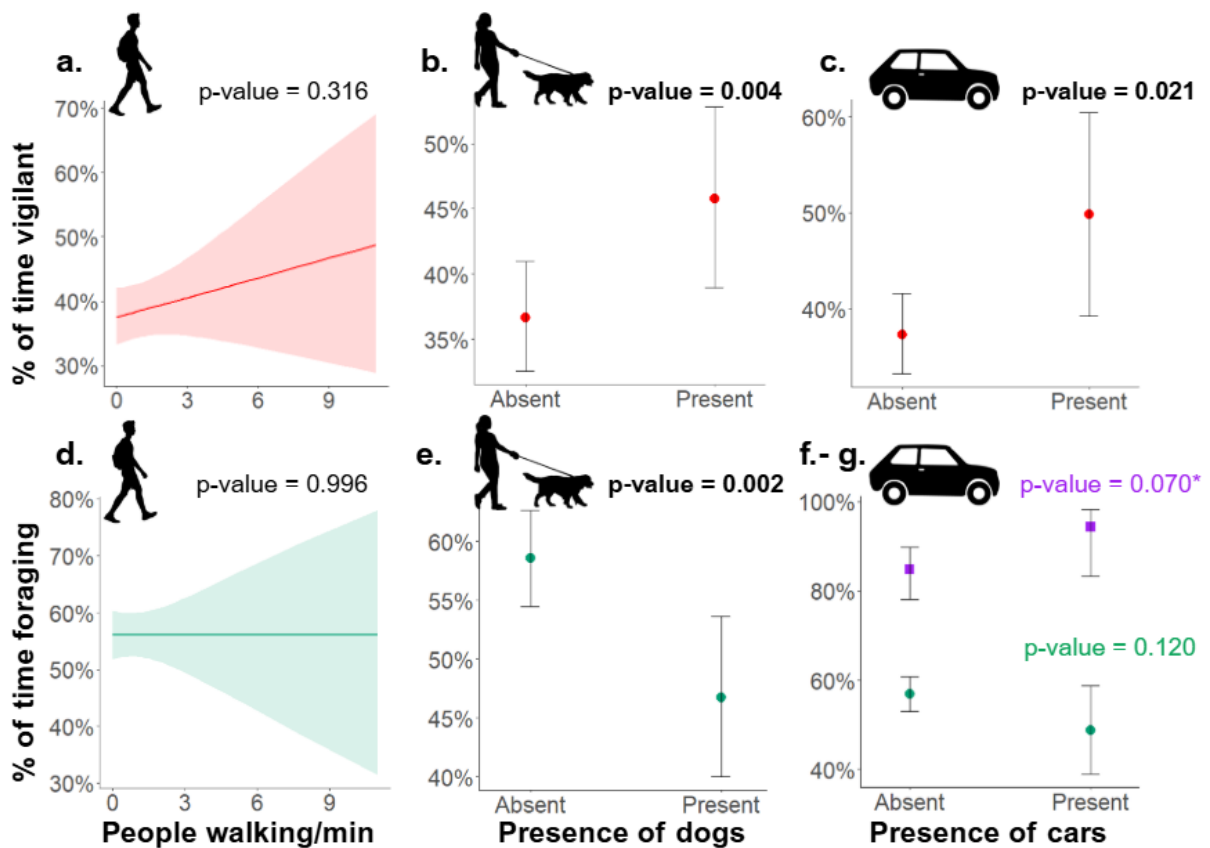 a.
p-value = 0.316
b.
p-value = 0.004
c.
p-value = 0.021
% of time vigilant
70%
60%
50%
40%
30%
0 3 6 9
50%
45%
40%
35%
Absent Present
60%
50%
40%
Absent Present
d.
p-value = 0.996
e.
p-value = 0.002
f.- g.
p-value = 0.070*
p-value = 0.120
% of time foraging
80%
70%
60%
50%
40%
30%
0 3 6 9
People walking/min
60%
55%
50%
45%
40%
Absent Present
Presence of dogs
100%
80%
60%
40%
Absent Present
Presence of cars